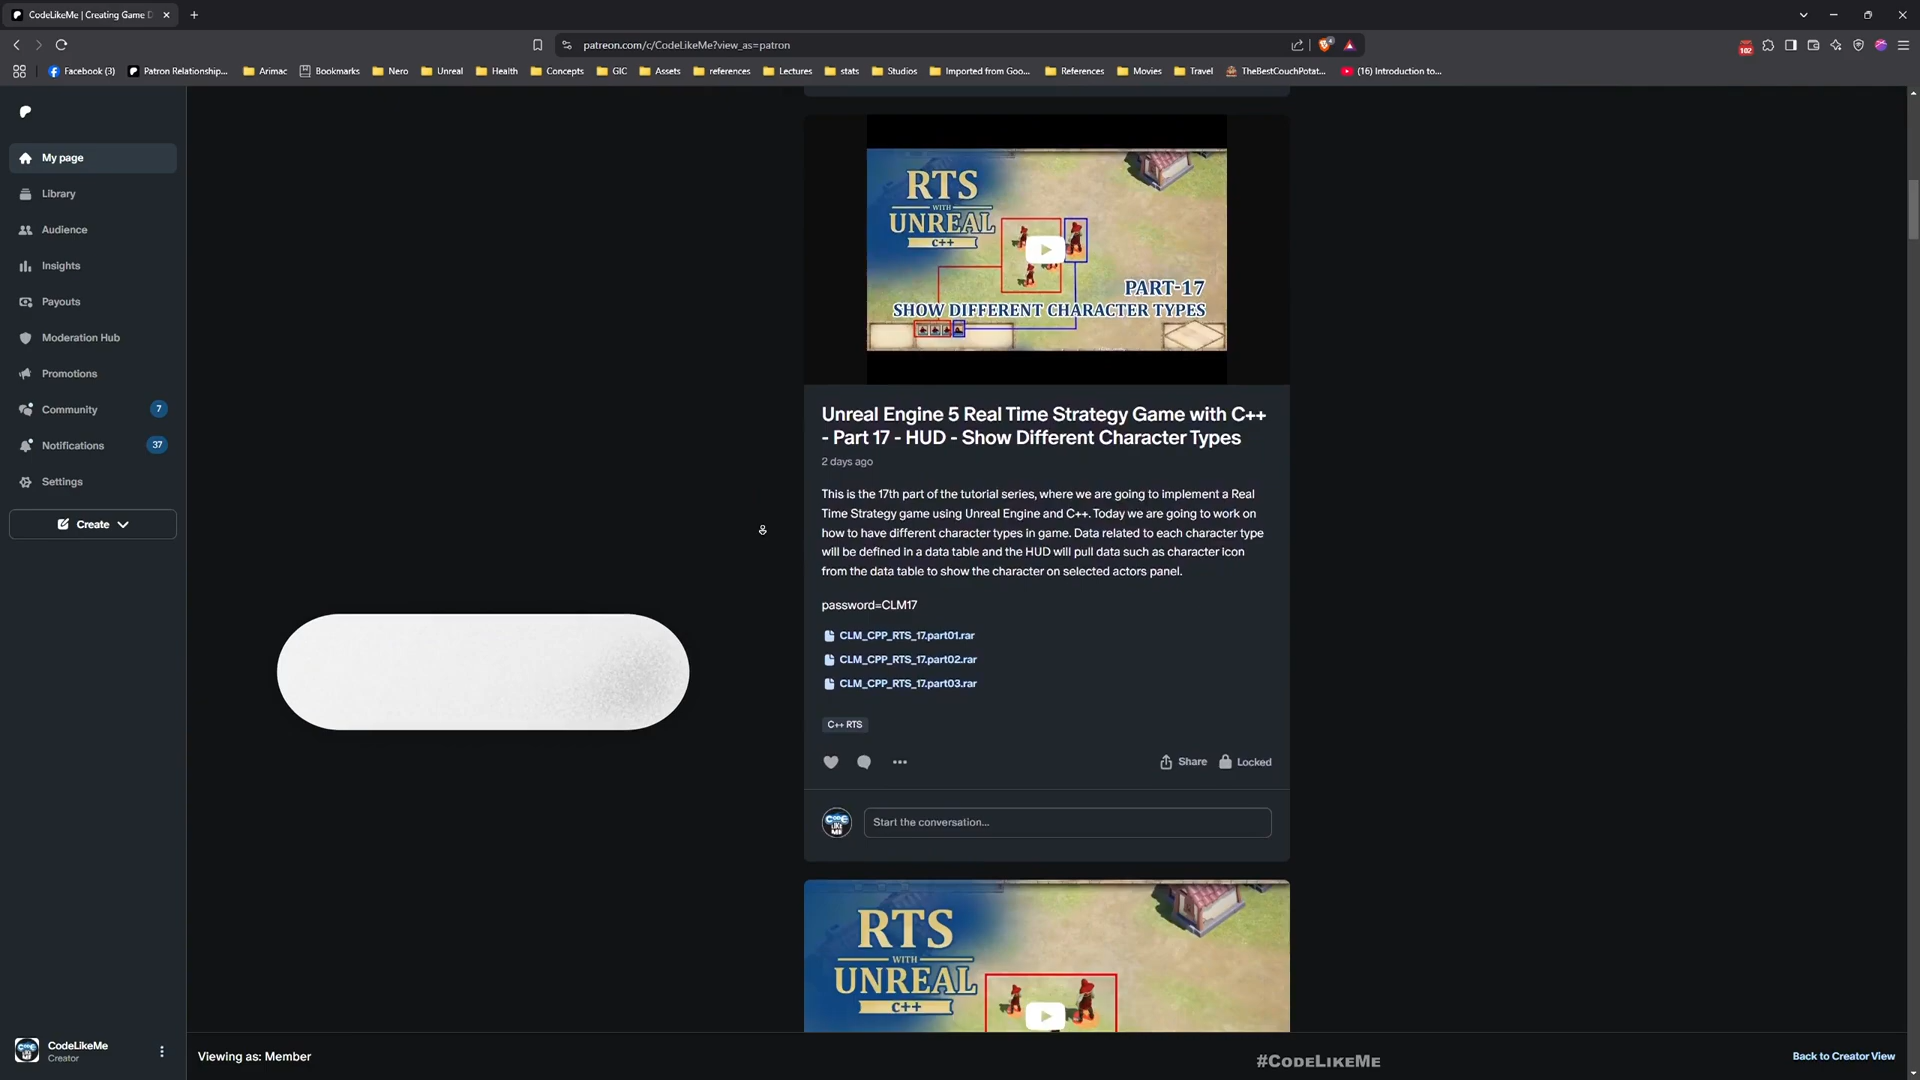 CodeLikeMe | Creating Game D
patreon.com/c/CodeLikeMe?view_as=patron
Facebook (3)
Patron Relationship...
Arimac
Bookmarks
Nero
Unreal
Health
Concepts
GIC
Assets
references
Lectures
stats
Studios
Imported from Goo...
References
Movies
Travel
TheBestCouchPotat...
(16) Introduction to...
My page
Library
Audience
Insights
Payouts
Moderation Hub
Promotions
Community
7
Notifications
37
Settings
Create
RTS
WITH
UNREAL
C++
PART-17
SHOW DIFFERENT CHARACTER TYPES
Unreal Engine 5 Real Time Strategy Game with C++
- Part 17 - HUD - Show Different Character Types
2 days ago
This is the 17th part of the tutorial series, where we are going to implement a Real
Time Strategy game using Unreal Engine and C++. Today we are going to work on
how to have different character types in game. Data related to each character type
will be defined in a data table and the HUD will pull data such as character icon
from the data table to show the character on selected actors panel.
password=CLM17
CLM_CPP_RTS_17.part01.rar
CLM_CPP_RTS_17.part02.rar
CLM_CPP_RTS_17.part03.rar
C++ RTS
Share
Locked
CODE
LIKE
ME
Start the conversation...
RTS
WITH
UNREAL
C++
CodeLikeMe
Creator
Viewing as: Member
#CodeLikeMe
Back to Creator View